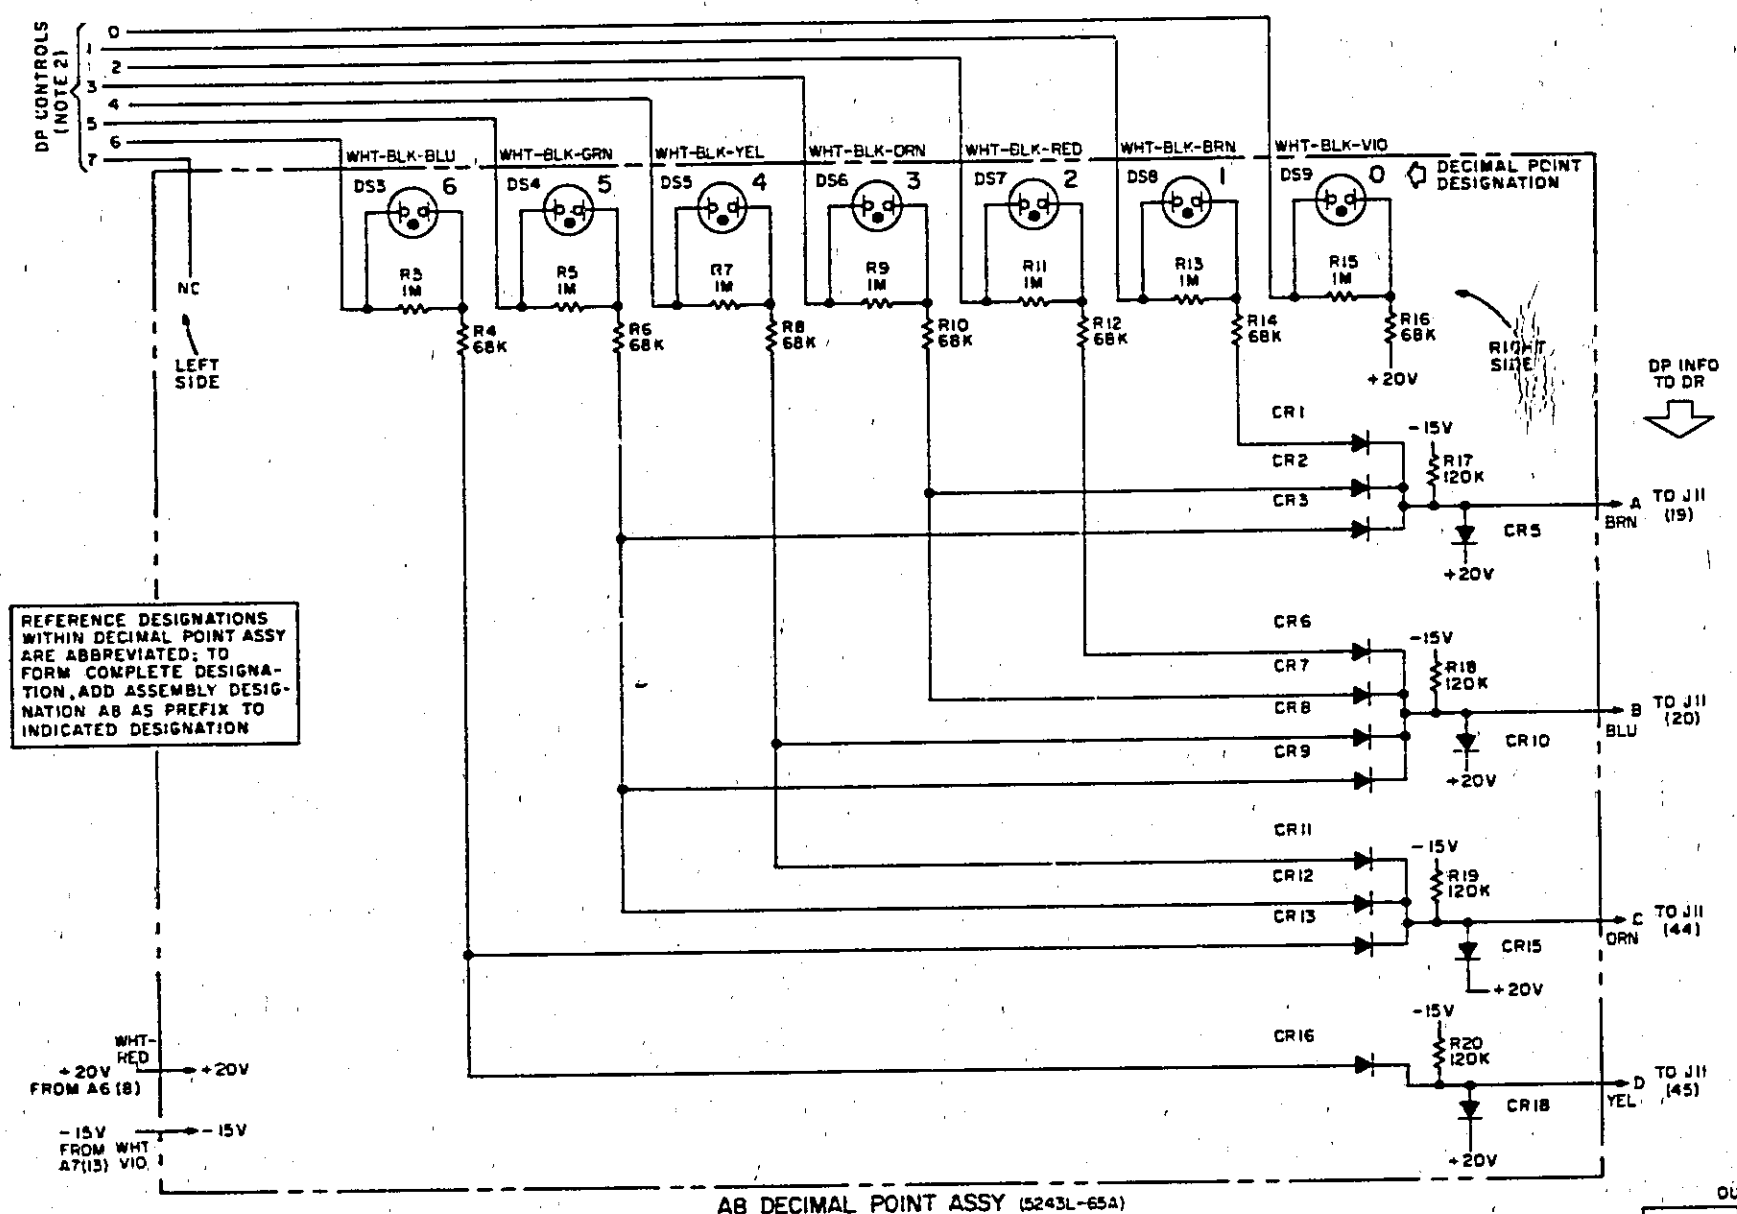 DP CONTROLS
(NOTE 2)
0
1
2
3
4
5
6
7
WHT-BLK-BLU
WHT-BLK-GRN
WHT-BLK-YEL
WHT-BLK-ORN
WHT-BLK-RED
WHT-BLK-BRN
WHT-BLK-VIO
DS3
6
DS4
5
DS5
4
DS6
3
DS7
2
DS8
1
DS9
0
DECIMAL POINT
DESIGNATION
R3
1M
R5
1M
R7
1M
R9
1M
R11
1M
R13
1M
R15
1M
NC
LEFT
SIDE
R4
68K
R6
68K
R8
68K
R10
68K
R12
68K
R14
68K
R16
68K
+20V
RIGHT
SIDE
DP INFO
TO DR
CR1
CR2
CR3
-15V
R17
120K
CR5
+20V
A
BRN
TO J11
(19)
REFERENCE DESIGNATIONS
WITHIN DECIMAL POINT ASSY
ARE ABBREVIATED; TO
FORM COMPLETE DESIGNA-
TION, ADD ASSEMBLY DESIG-
NATION A8 AS PREFIX TO
INDICATED DESIGNATION
CR6
CR7
CR8
CR9
-15V
R18
120K
CR10
+20V
B
BLU
TO J11
(20)
CR11
CR12
CR13
-15V
R19
120K
CR15
+20V
C
ORN
TO J11
(44)
CR16
-15V
R20
120K
CR18
+20V
D
YEL
TO J11
(45)
WHT-
RED
+20V
FROM A6 (8)
+20V
-15V
FROM
A7(13)
WHT
VIO
-15V
A8 DECIMAL POINT ASSY (5243L-65A)